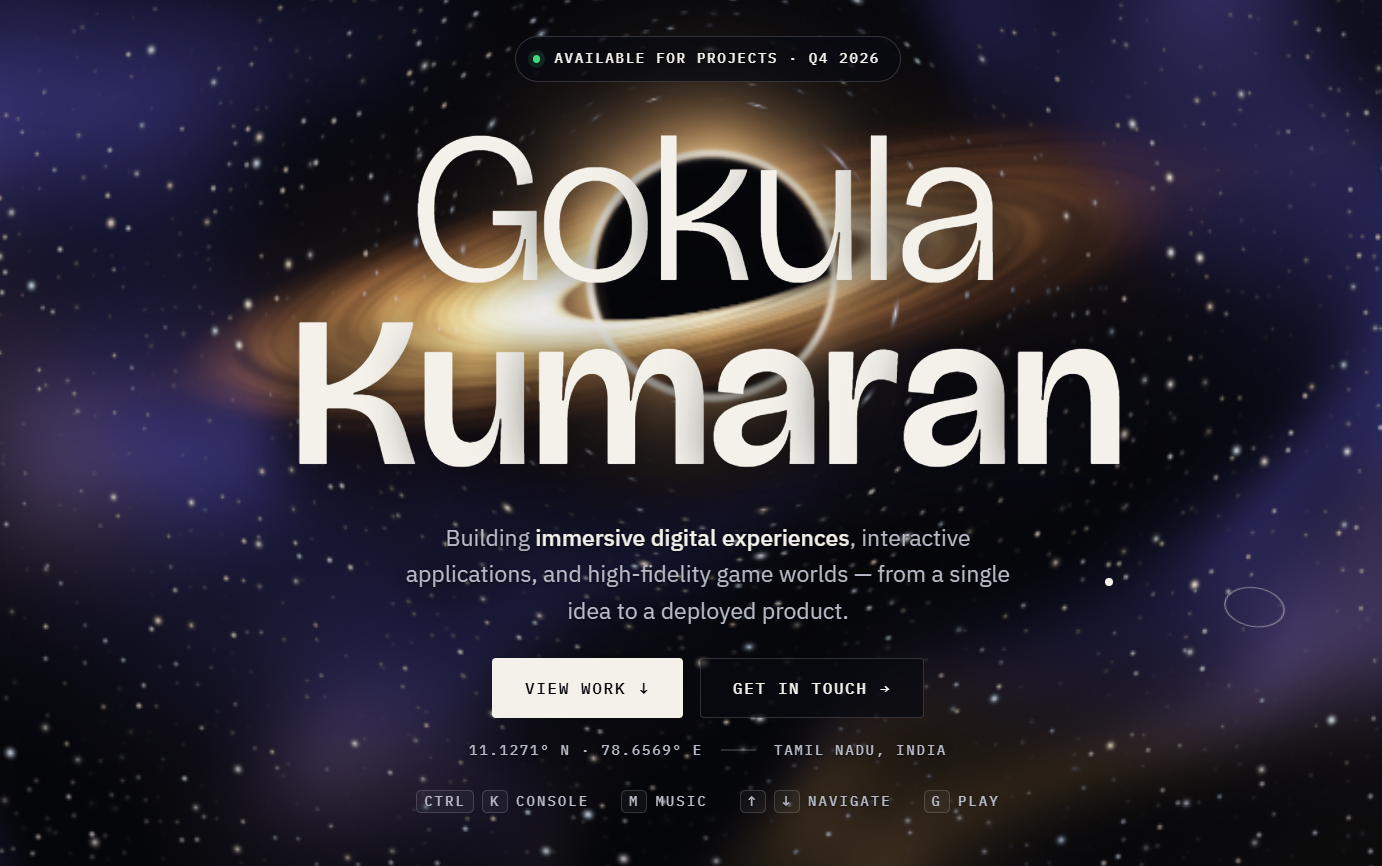 AVAILABLE FOR PROJECTS · Q4 2026
Gokula
Kumaran
Building immersive digital experiences, interactive
applications, and high-fidelity game worlds — from a single
idea to a deployed product.
VIEW WORK ↓ GET IN TOUCH →
11.1271° N · 78.6569° E TAMIL NADU, INDIA
CTRL K CONSOLE M MUSIC ↑ ↓ NAVIGATE G PLAY